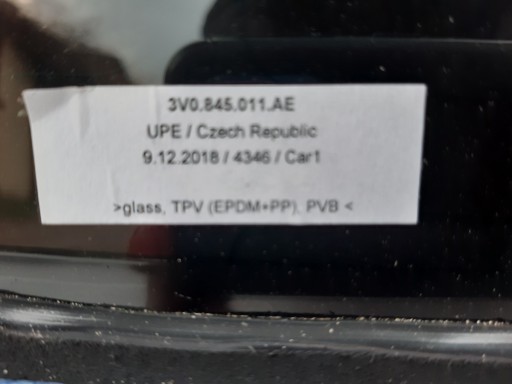 3V0.845.011.AE
UPE / Czech Republic
9.12.2018 / 4346 / Car1
>glass, TPV (EPDM+PP), PVB <